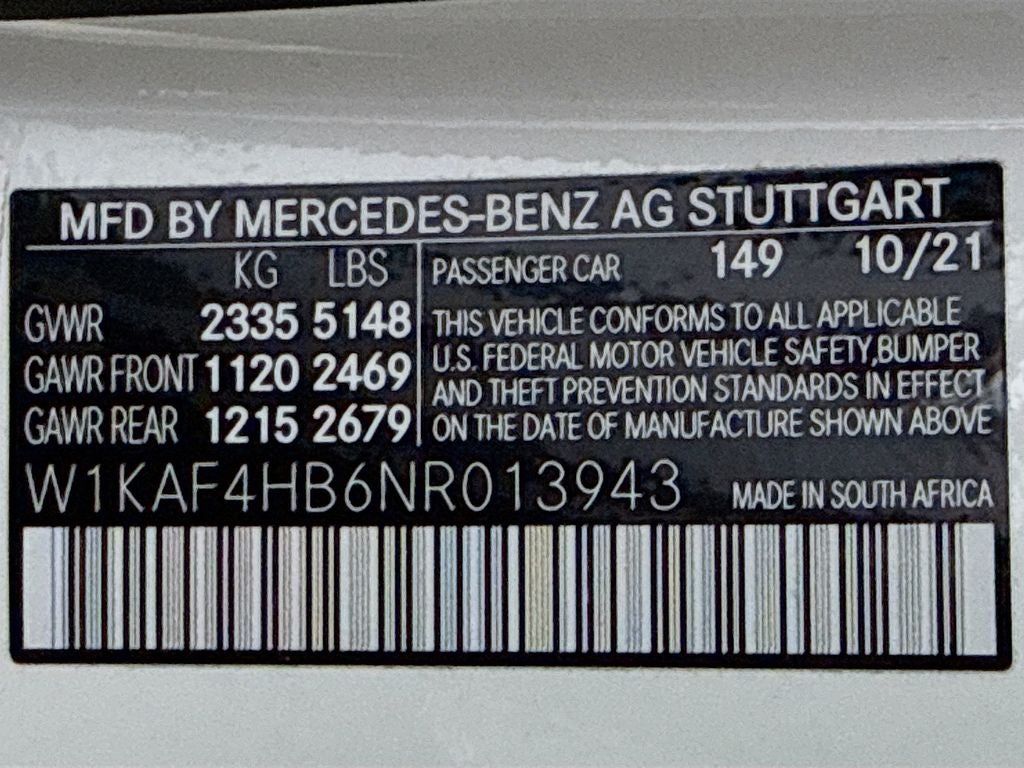 MFD BY MERCEDES-BENZ AG STUTTGART
KG LBS
GVWR 2335 5148
GAWR FRONT 1120 2469
GAWR REAR 1215 2679
PASSENGER CAR 149 10/21
THIS VEHICLE CONFORMS TO ALL APPLICABLE
U.S. FEDERAL MOTOR VEHICLE SAFETY,BUMPER
AND THEFT PREVENTION STANDARDS IN EFFECT
ON THE DATE OF MANUFACTURE SHOWN ABOVE
W1KAF4HB6NR013943 MADE IN SOUTH AFRICA